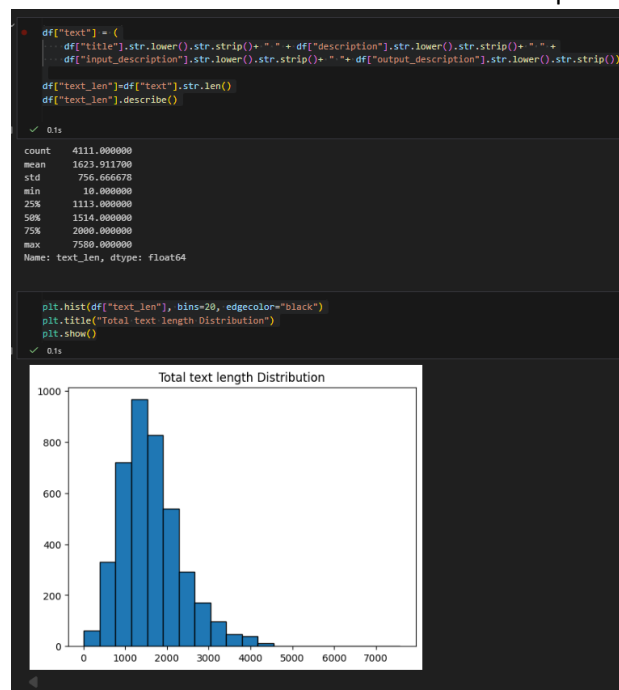 df["text"] = (
df["title"].str.lower().str.strip()+ " " + df["description"].str.lower().str.strip()+ " " +
df["input_description"].str.lower().str.strip()+ " "+ df["output_description"].str.lower().str.strip())
df["text_len"]=df["text"].str.len()
df["text_len"].describe()
0.1s
count 4111.000000
mean 1623.911700
std 756.666678
min 10.000000
25% 1113.000000
50% 1514.000000
75% 2000.000000
max 7580.000000
Name: text_len, dtype: float64
plt.hist(df["text_len"], bins=20, edgecolor="black")
plt.title("Total text length Distribution")
plt.show()
0.1s
Total text length Distribution
1000
800
600
400
200
0
0 1000 2000 3000 4000 5000 6000 7000